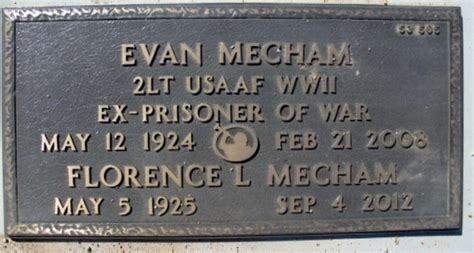 EVAN MECHAM
2LT USAAF WWII
EX-PRISONER OF WAR
MAY 12 1924 FEB 21 2008
FLORENCE L MECHAM
MAY 5 1925 SEP 4 2012